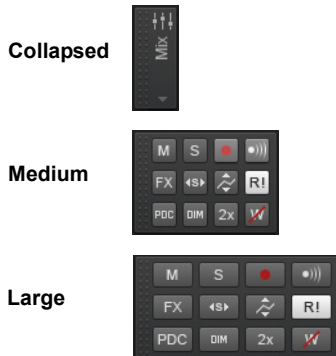 Collapsed
Mix
Medium
M S
FX ◂S▸ R!
PDC DIM 2x W
Large
M S
FX ◂S▸ R!
PDC DIM 2x W